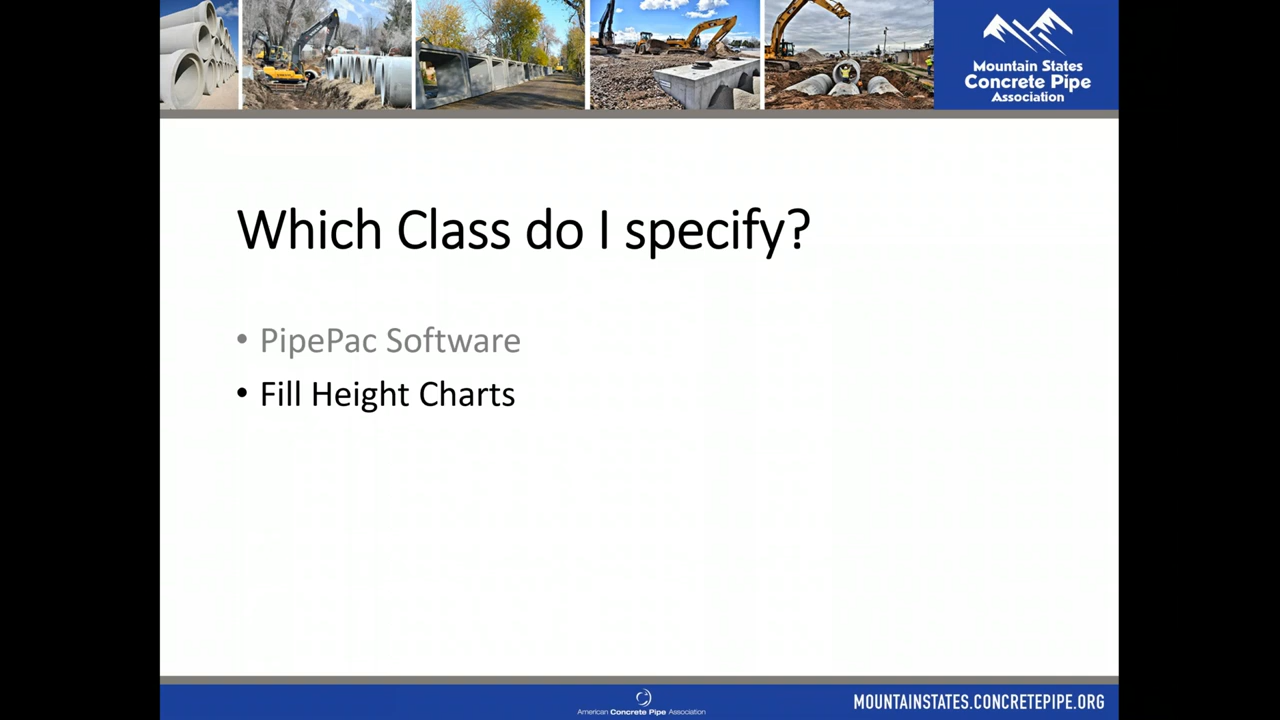 Mountain States
Concrete Pipe
Association
Which Class do I specify?
• PipePac Software
• Fill Height Charts
American Concrete Pipe Association
MOUNTAINSTATES.CONCRETEPIPE.ORG